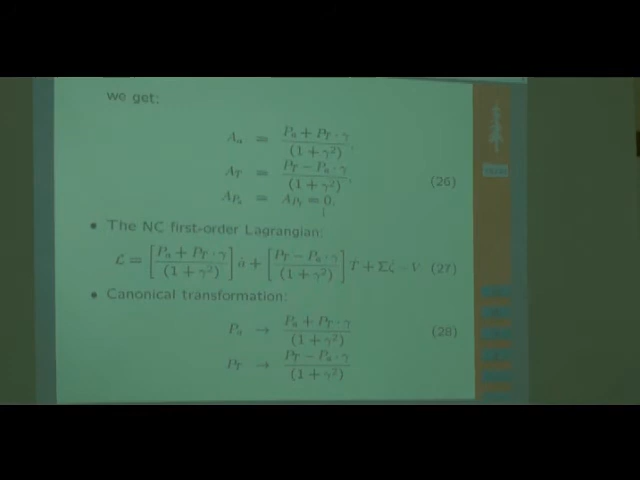 we get:
A_a = P_a + P_T · γ / (1 + γ²),
A_T = P_T − P_a · γ / (1 + γ²), (26)
A_{P_a} = A_{P_T} = 0.
• The NC first-order Lagrangian:
ℒ = [P_a + P_T · γ / (1 + γ²)] ȧ + [P_T − P_a · γ / (1 + γ²)] Ṫ + Σζ̇ − V (27)
• Canonical transformation:
P_a → P_a + P_T · γ / (1 + γ²) (28)
P_T → P_T − P_a · γ / (1 + γ²)